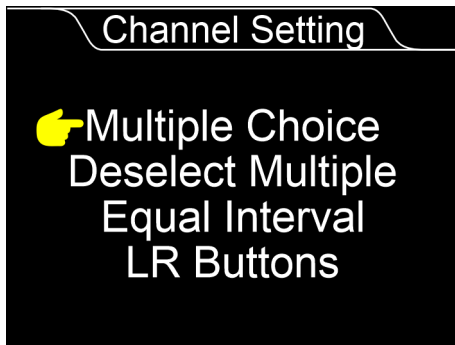 Channel Setting
Multiple Choice
Deselect Multiple
Equal Interval
LR Buttons